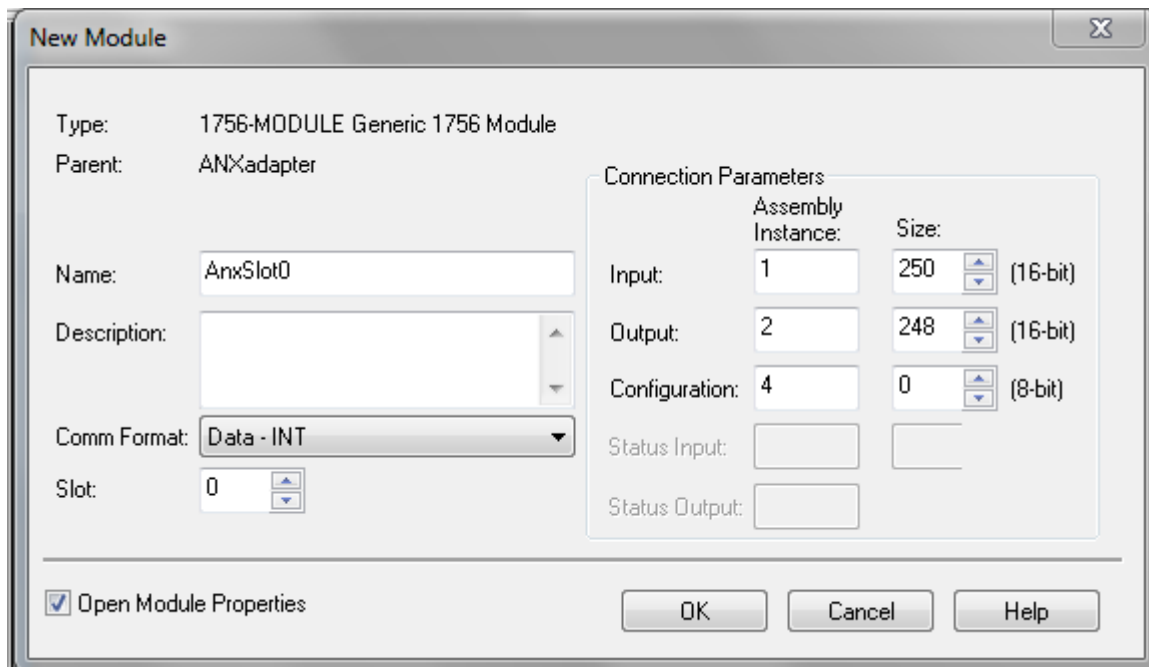 New Module
Type: 1756-MODULE Generic 1756 Module
Parent: ANXadapter
Connection Parameters
Assembly Instance: Size:
Name: AnxSlot0
Input: 1 250 (16-bit)
Description:
Output: 2 248 (16-bit)
Configuration: 4 0 (8-bit)
Comm Format: Data - INT
Status Input:
Slot: 0
Status Output:
Open Module Properties
OK Cancel Help